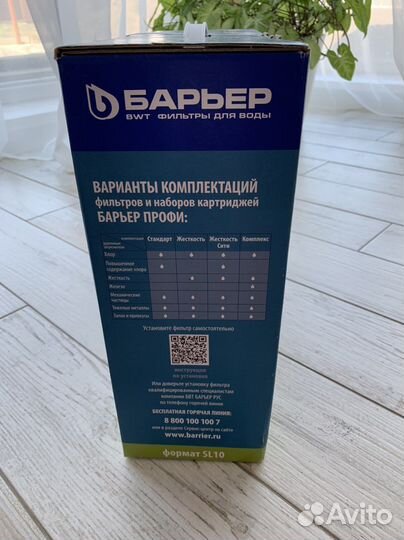 БАРЬЕР
BWT ФИЛЬТРЫ ДЛЯ ВОДЫ
ВАРИАНТЫ КОМПЛЕКТАЦИЙ
фильтров и наборов картриджей
БАРЬЕР ПРОФИ:
комплектация Стандарт Жесткость Жесткость Сити Комплекс
Хлор
Повышенное
содержание хлора
Жесткость
Железо
Механические
частицы
Тяжелые металлы
Запах и привкусы
Установите фильтр самостоятельно
инструкция
по установке
Или доверьте установку фильтра
квалифицированным специалистам
компании БВТ БАРЬЕР РУС
по телефону горячей линии
БЕСПЛАТНАЯ ГОРЯЧАЯ ЛИНИЯ:
8 800 100 100 7
или в разделе Сервис-центр на сайте
www.barrier.ru
формат SL10
Avito